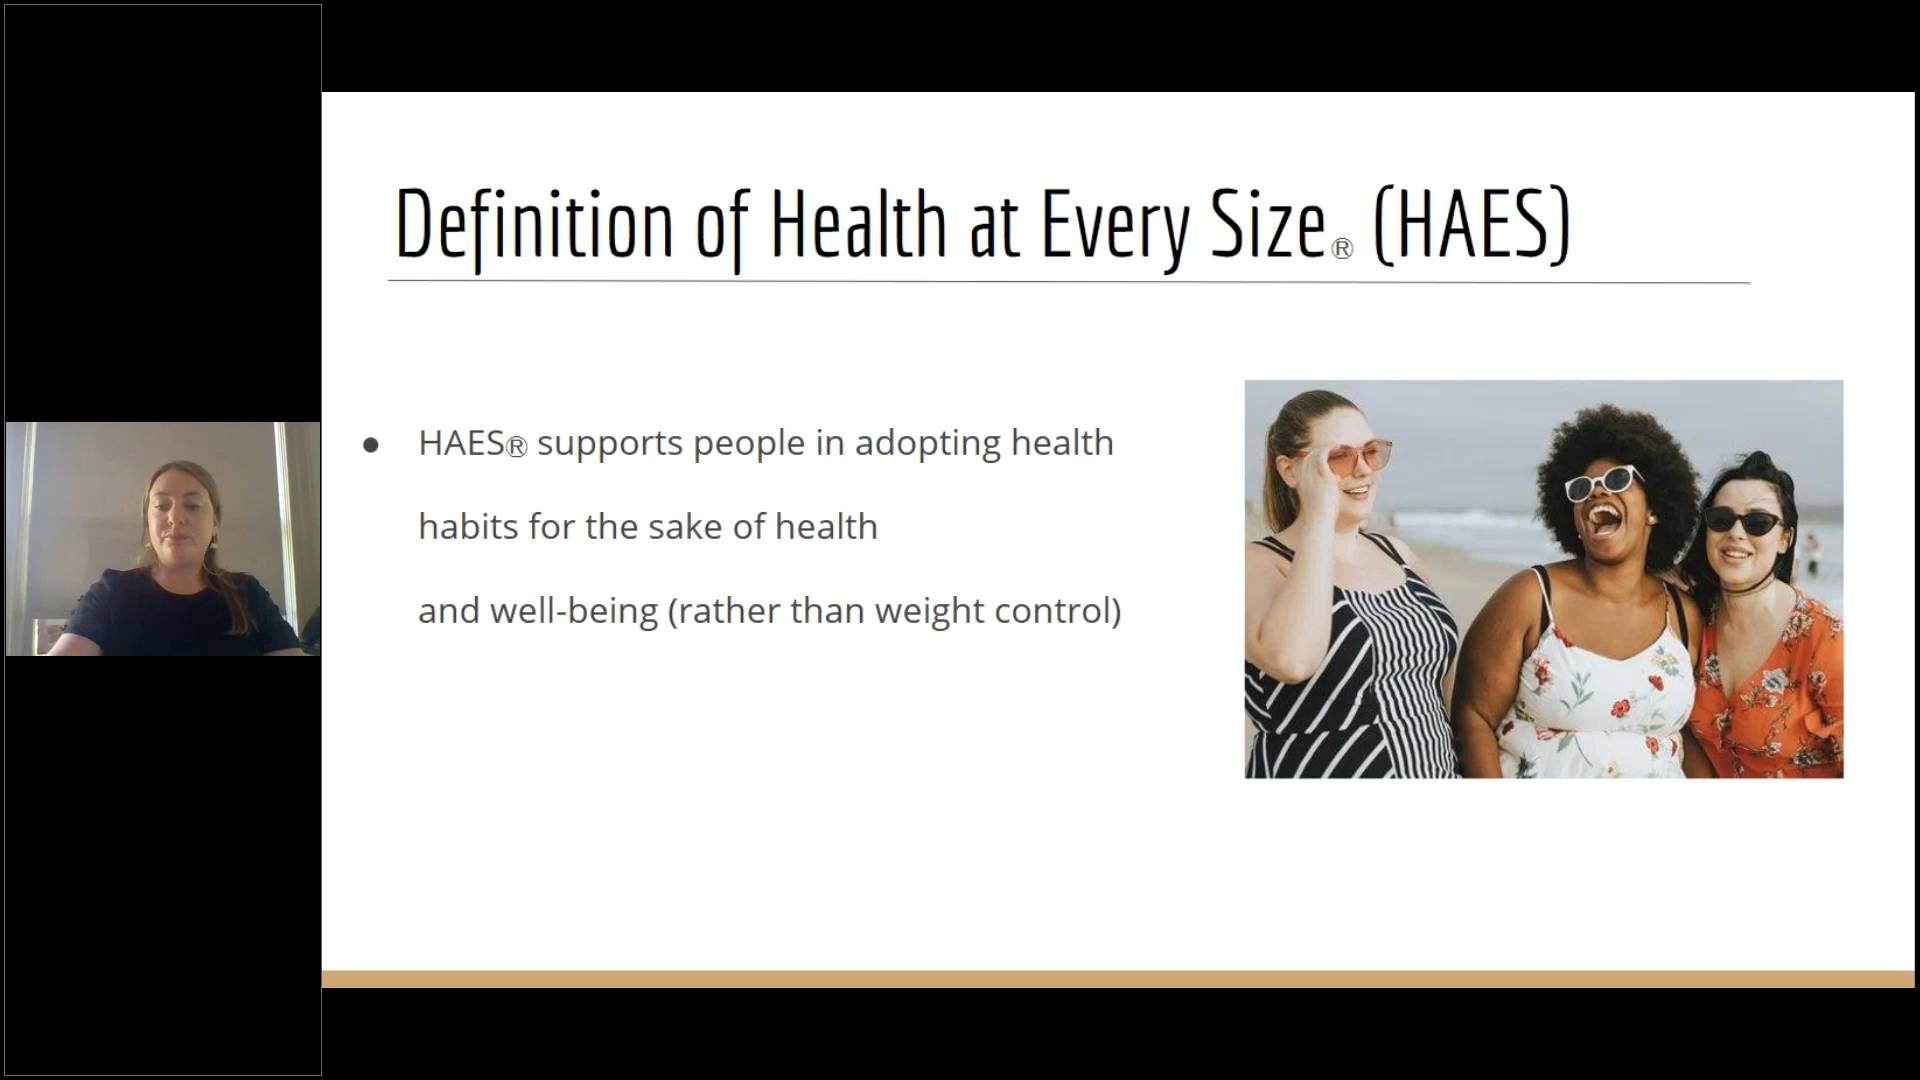 Definition of Health at Every Size® (HAES)
● HAES® supports people in adopting health
habits for the sake of health
and well-being (rather than weight control)